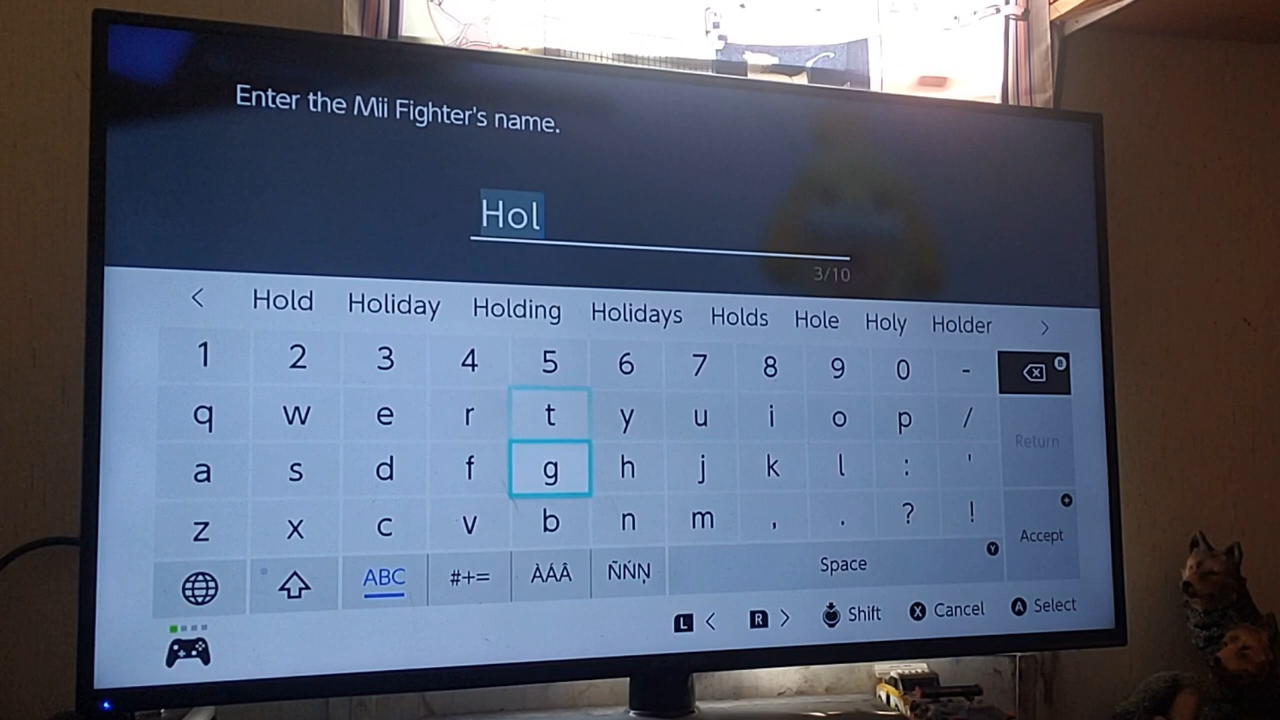 Enter the Mii Fighter's name.
Hol
3/10
< Hold Holiday Holding Holidays Holds Hole Holy Holder >
1 2 3 4 5 6 7 8 9 0 - B
q w e r t y u i o p /
Return
a s d f g h j k l : '
z x c v b n m , . ? ! +
Accept
ABC #+= ÀÁÂ ÑŃŅ Space Y
L < R > Shift X Cancel A Select